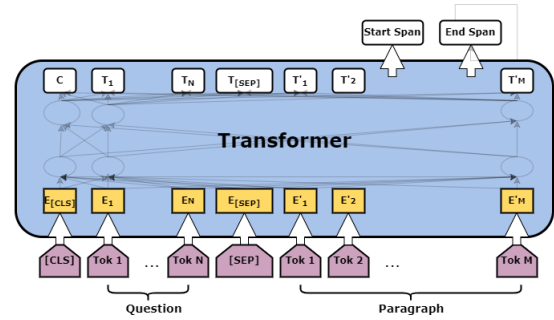 Start Span End Span
C T1 TN T[SEP] T'1 T'2 T'M
Transformer
E[CLS] E1 EN E[SEP] E'1 E'2 E'M
[CLS] Tok 1 ... Tok N [SEP] Tok 1 Tok 2 ... Tok M
Question Paragraph